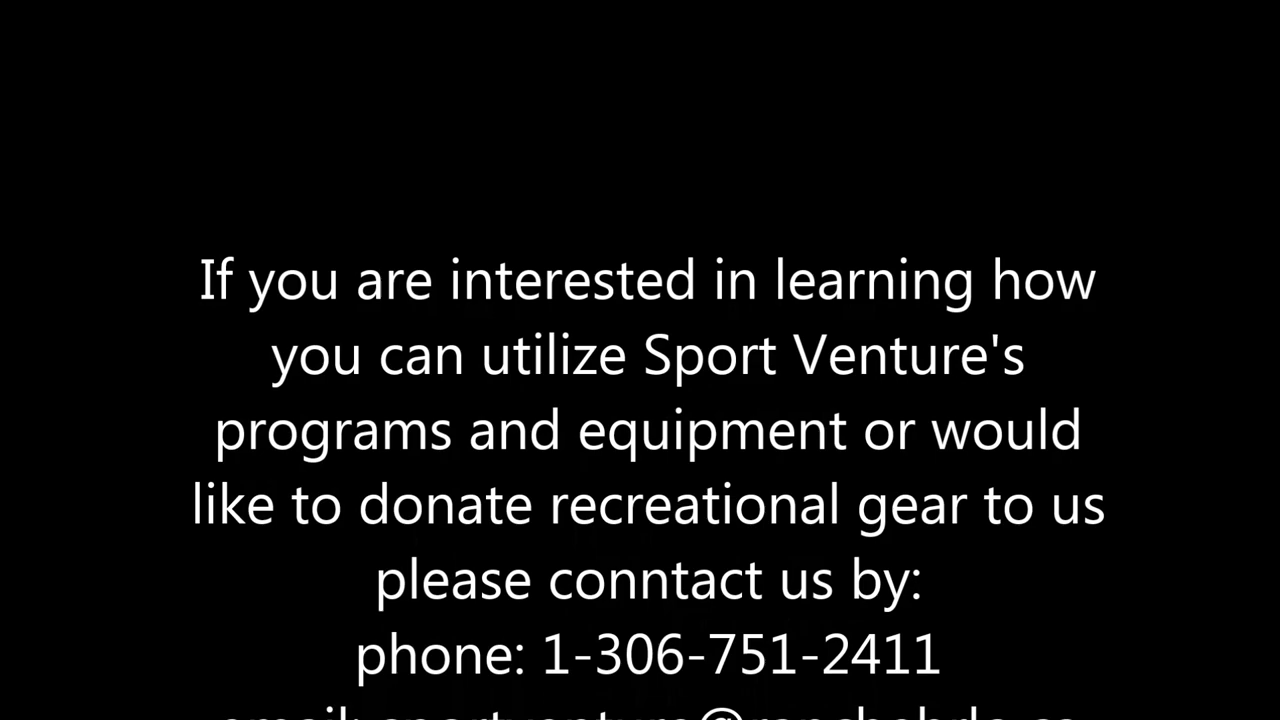 If you are interested in learning how
you can utilize Sport Venture's
programs and equipment or would
like to donate recreational gear to us
please conntact us by:
phone: 1-306-751-2411